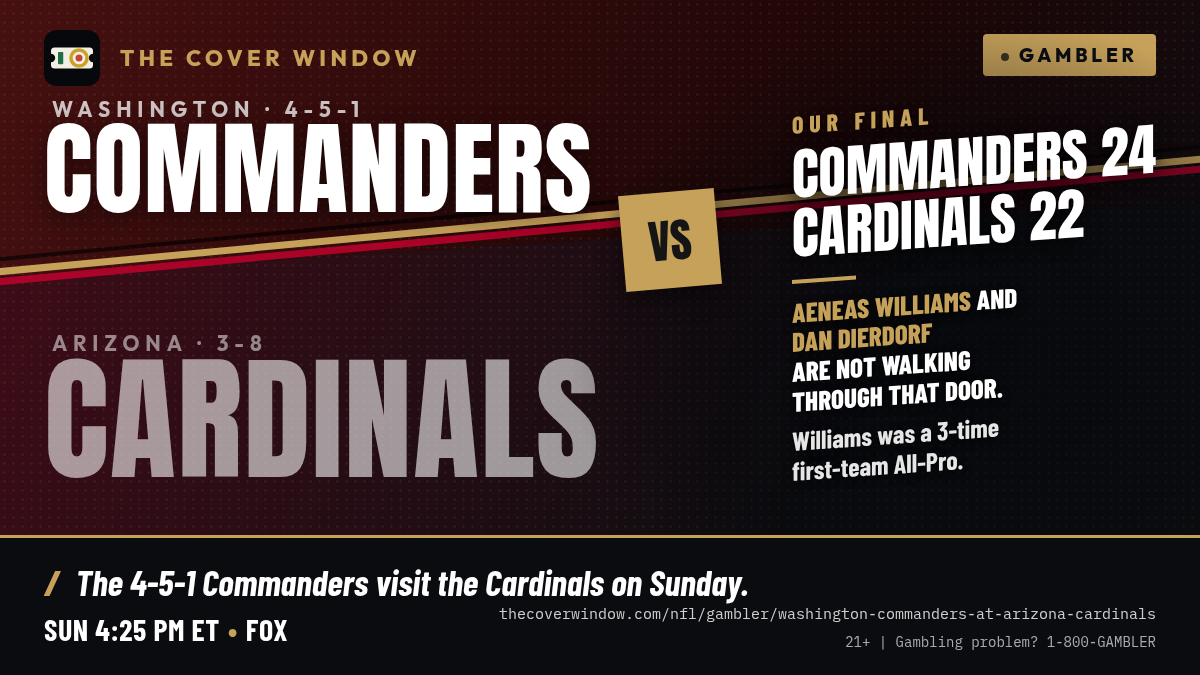 THE COVER WINDOW
• GAMBLER
WASHINGTON · 4-5-1
COMMANDERS
VS
ARIZONA · 3-8
CARDINALS
OUR FINAL
COMMANDERS 24
CARDINALS 22
AENEAS WILLIAMS AND
DAN DIERDORF
ARE NOT WALKING
THROUGH THAT DOOR.
Williams was a 3-time
first-team All-Pro.
/ The 4-5-1 Commanders visit the Cardinals on Sunday.
SUN 4:25 PM ET • FOX
thecoverwindow.com/nfl/gambler/washington-commanders-at-arizona-cardinals
21+ | Gambling problem? 1-800-GAMBLER